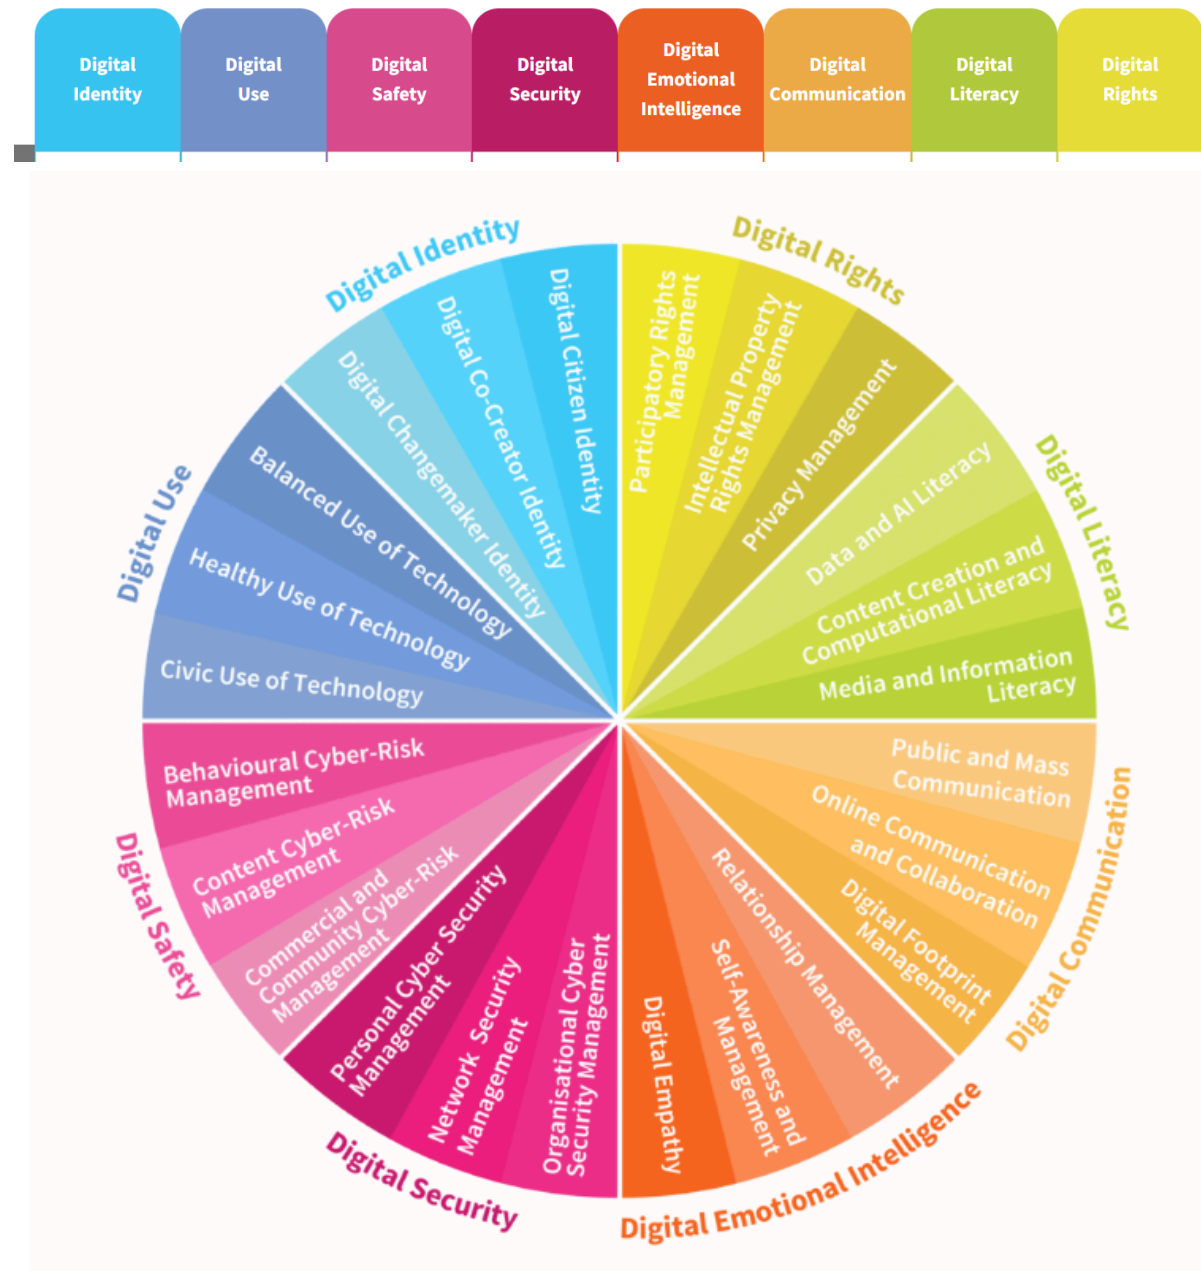 Digital
Identity
Digital
Use
Digital
Safety
Digital
Security
Digital
Emotional
Intelligence
Digital
Communication
Digital
Literacy
Digital
Rights
Digital Identity
Digital Citizen Identity
Digital Co-Creator Identity
Digital Changemaker Identity
Digital Use
Balanced Use of Technology
Healthy Use of Technology
Civic Use of Technology
Digital Safety
Behavioural Cyber-Risk
Management
Content Cyber-Risk
Management
Commercial and
Community Cyber-Risk
Management
Digital Security
Personal Cyber Security
Management
Network Security
Management
Organisational Cyber
Security Management
Digital Emotional Intelligence
Digital Empathy
Self-Awareness and
Management
Relationship Management
Digital Communication
Digital Footprint
Management
Online Communication
and Collaboration
Public and Mass
Communication
Digital Literacy
Media and Information
Literacy
Content Creation and
Computational Literacy
Data and AI Literacy
Digital Rights
Privacy Management
Intellectual Property
Rights Management
Participatory Rights
Management